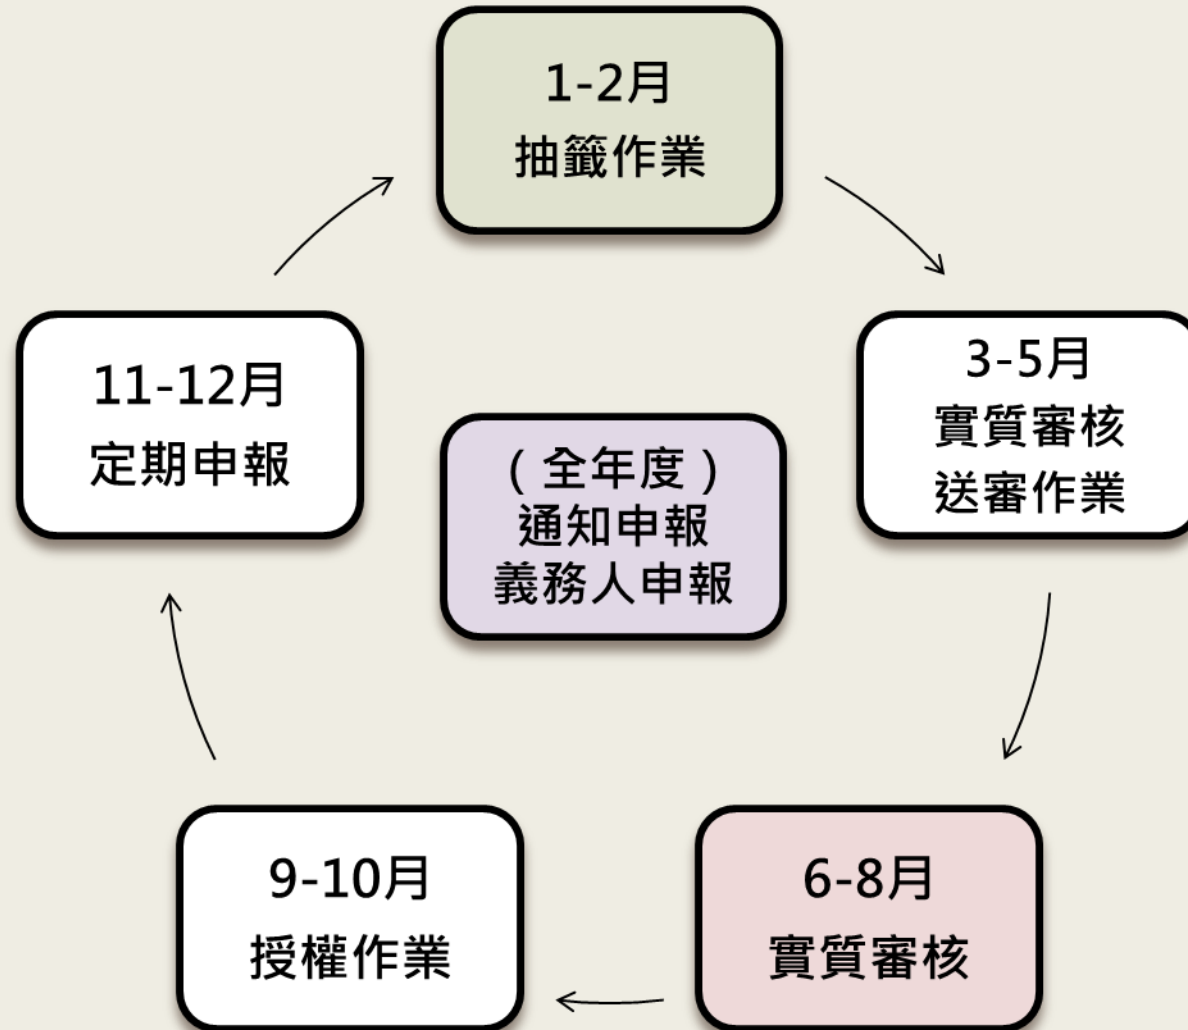 1-2月
抽籤作業
3-5月
實質審核
送審作業
6-8月
實質審核
9-10月
授權作業
11-12月
定期申報
（全年度）
通知申報
義務人申報